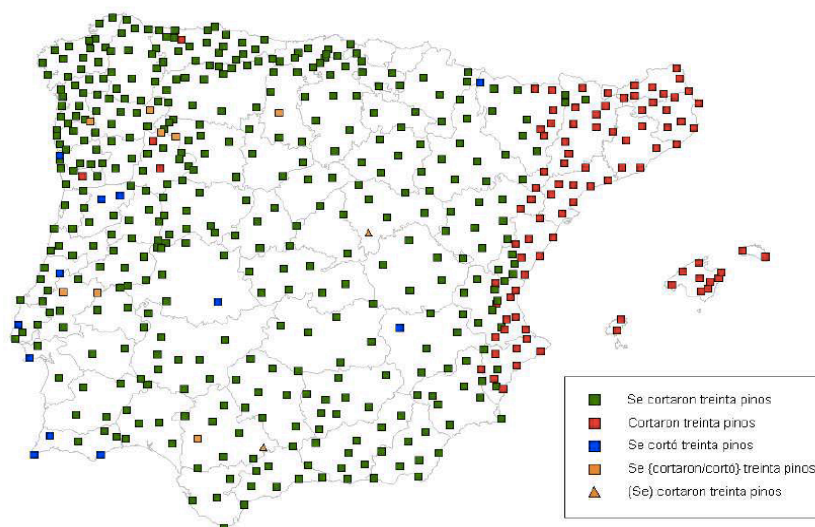 Se cortaron treinta pinos
Cortaron treinta pinos
Se cortó treinta pinos
Se {cortaron/cortó} treinta pinos
(Se) cortaron treinta pinos